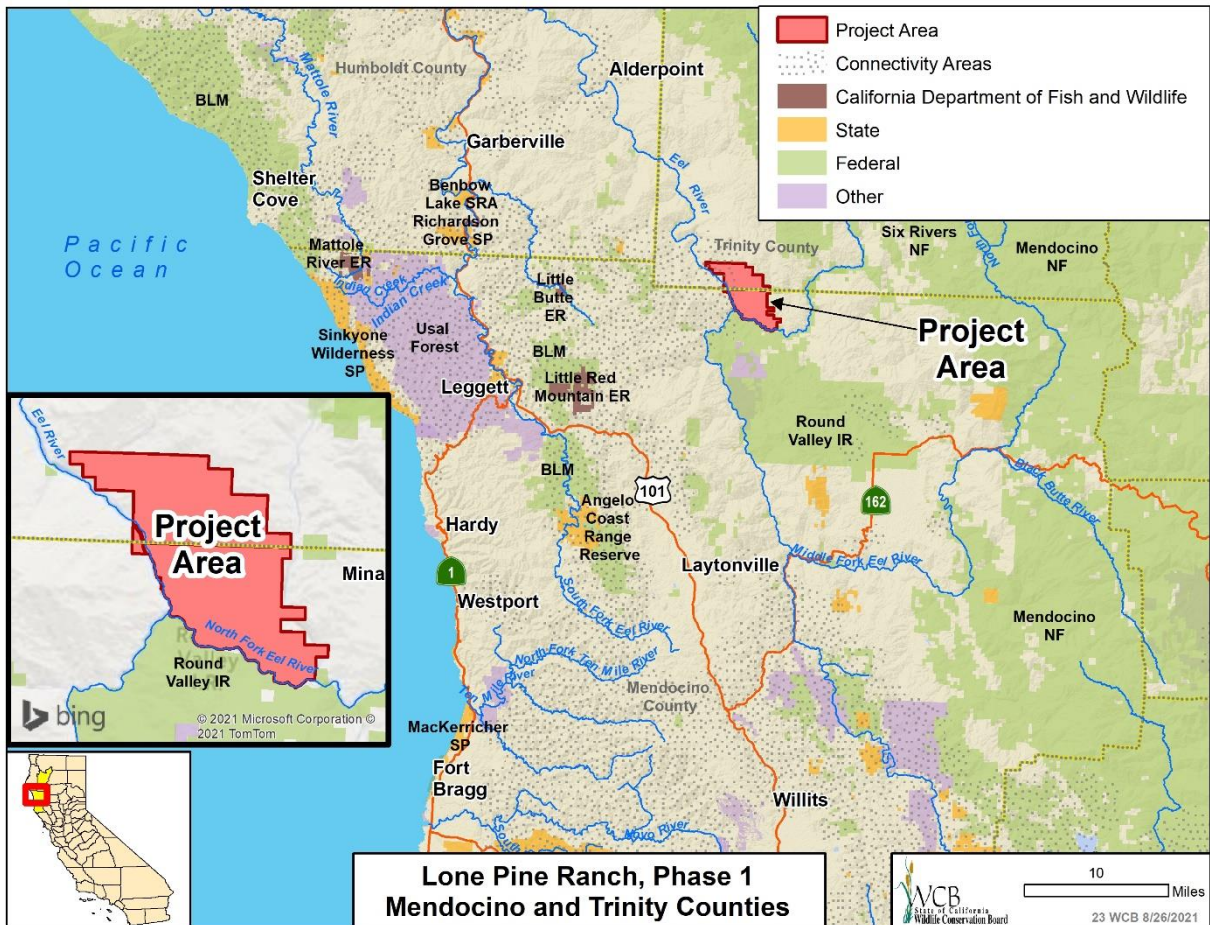 Project Area
Connectivity Areas
California Department of Fish and Wildlife
State
Federal
Other
Humboldt County
Alderpoint
BLM
Mattole River
Garberville
Eel River
Shelter
Cove
Benbow
Lake SRA
Richardson
Grove SP
Trinity County
Six Rivers
NF
North Fork
Mendocino
NF
Pacific
Ocean
Mattole
River ER
Indian Creek
Indian Creek
Little
Butte
ER
Project
Area
Sinkyone
Wilderness
SP
Usal
Forest
BLM
Little Red
Mountain ER
Leggett
Round
Valley IR
BLM
101
162
Black Butte River
Angelo
Coast
Range
Reserve
Hardy
Laytonville
Middle Fork Eel River
1
Westport
South Fork Eel River
Mendocino
NF
North Fork Ten Mile River
Ten Mile River
Mendocino
County
MacKerricher
SP
Fort
Bragg
Willits
Noyo River
Eel River
Project
Area
Mina
North Fork Eel River
Round
Valley IR
bing
© 2021 Microsoft Corporation ©
2021 TomTom
Lone Pine Ranch, Phase 1
Mendocino and Trinity Counties
WCB
State of California
Wildlife Conservation Board
10
Miles
23 WCB 8/26/2021